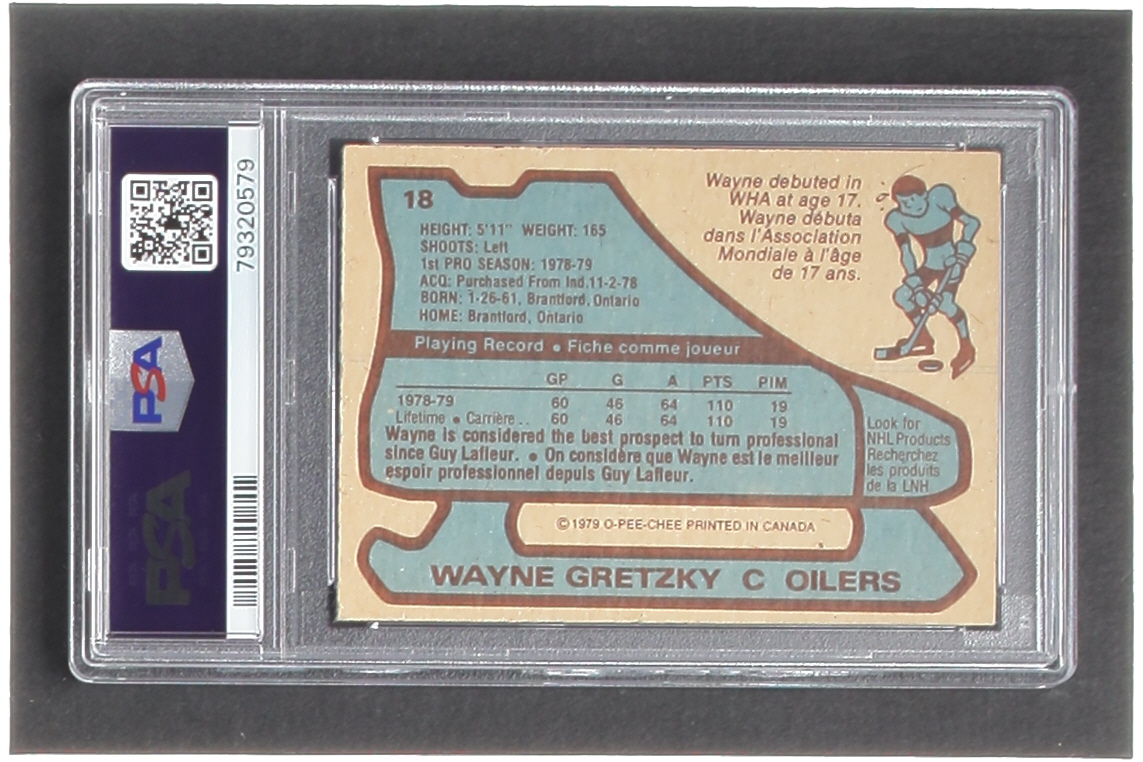 79320579
PSA
PSA
18
HEIGHT: 5'11" WEIGHT: 165
SHOOTS: Left
1st PRO SEASON: 1978-79
ACQ: Purchased From Ind.11-2-78
BORN: 1-26-61, Brantford, Ontario
HOME: Brantford, Ontario
Wayne debuted in
WHA at age 17.
Wayne débuta
dans l'Association
Mondiale à l'âge
de 17 ans.
Playing Record • Fiche comme joueur
GP G A PTS PIM
1978-79 60 46 64 110 19
Lifetime • Carrière .. 60 46 64 110 19
Wayne is considered the best prospect to turn professional
since Guy Lafleur. • On considère que Wayne est le meilleur
espoir professionnel depuis Guy Lafleur.
Look for
NHL Products
Recherchez
les produits
de la LNH
©1979 O-PEE-CHEE PRINTED IN CANADA
WAYNE GRETZKY C OILERS